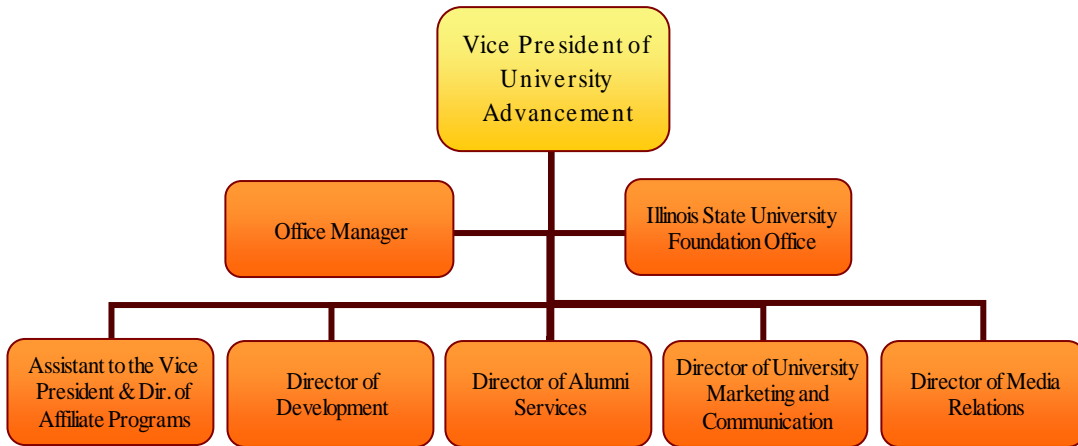 Vice President of
University
Advancement
Office Manager
Illinois State University
Foundation Office
Assistant to the Vice
President & Dir. of
Affiliate Programs
Director of
Development
Director of Alumni
Services
Director of University
Marketing and
Communication
Director of Media
Relations